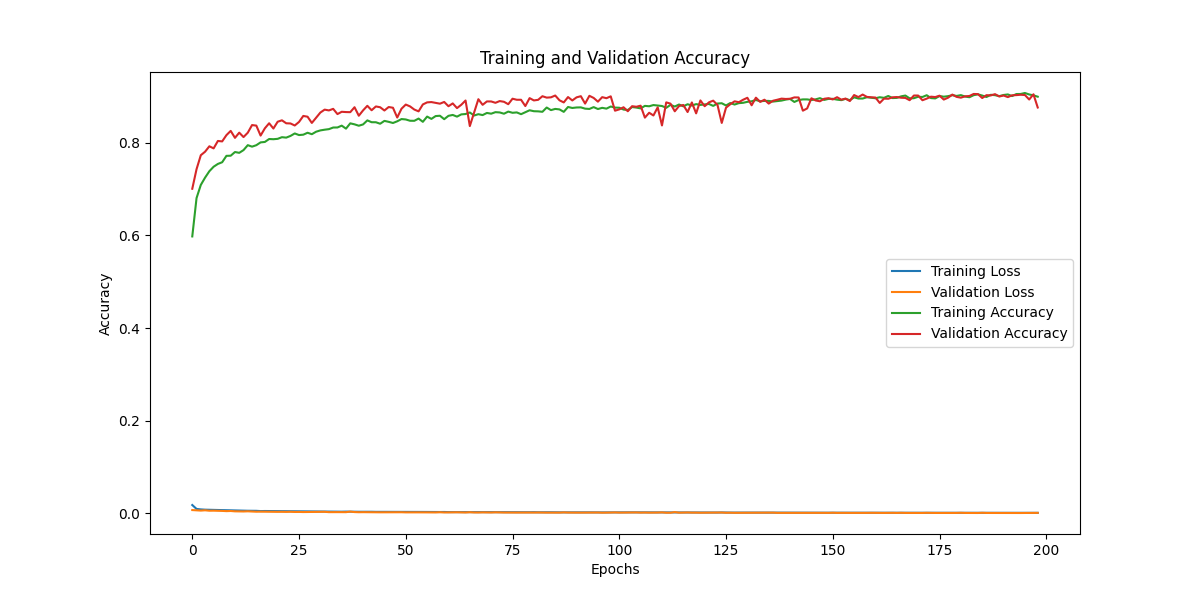 Training and Validation Accuracy
Accuracy
0.8
0.6
0.4
0.2
0.0
Training Loss
Validation Loss
Training Accuracy
Validation Accuracy
0 25 50 75 100 125 150 175 200
Epochs